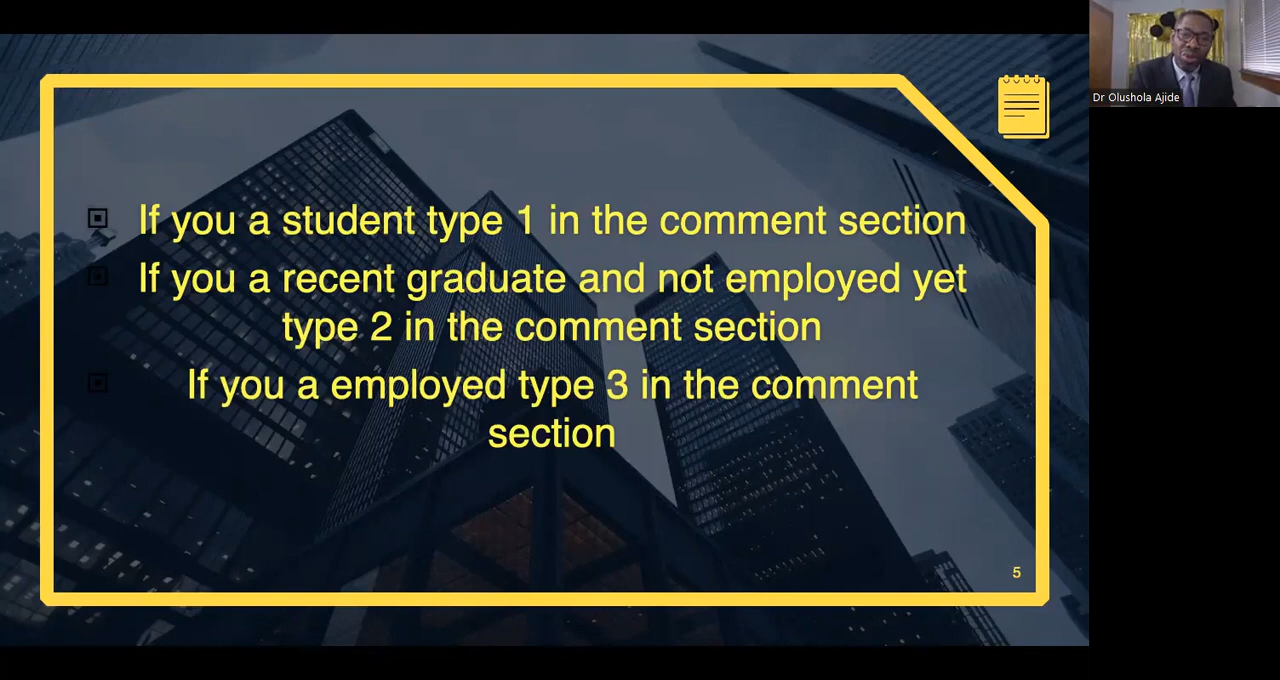 Dr Olushola Ajide
If you a student type 1 in the comment section
If you a recent graduate and not employed yet
type 2 in the comment section
If you a employed type 3 in the comment
section
5